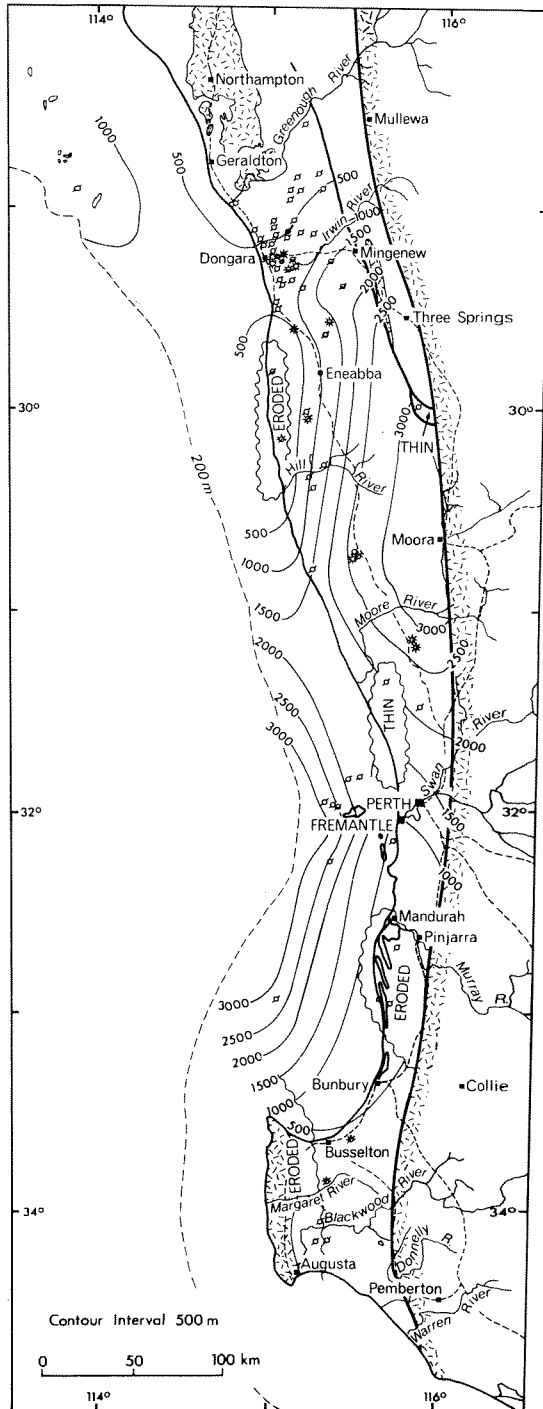 114°
116°
Northampton
Greenough River
Mullewa
1000
500
Geraldton
500
Irwin River
1000
1500
Dongara
Mingenew
2000
2500
Three Springs
500
ERODED
Eneabba
30°
30°
3000
THIN
200 m
Hill River
500
Moora
1000
1500
Moore River
3000
2000
2500
THIN
2500
River
3000
2000
Swan
PERTH
32°
32°
FREMANTLE
1500
1000
Mandurah
Pinjarra
ERODED
Murray R.
3000
2500
2000
1500
Bunbury
Collie
1000
500
Busselton
ERODED
Margaret River
Blackwood River
34°
34°
Donnelly R.
Augusta
Pemberton
Contour Interval 500 m
Warren River
0 50 100 km
114°
116°